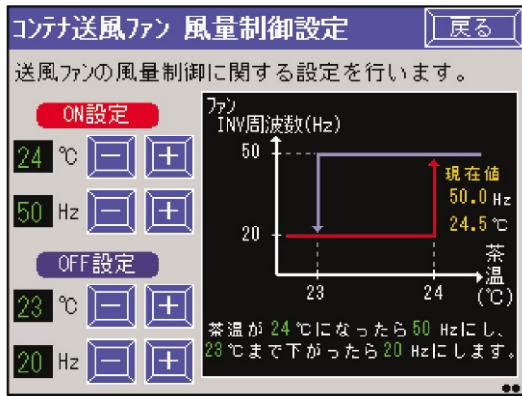 コンテナ送風ファン 風量制御設定
戻る
送風ファンの風量制御に関する設定を行います。
ON設定
24 ℃ － ＋
50 Hz － ＋
OFF設定
23 ℃ － ＋
20 Hz － ＋
ファン
INV周波数(Hz)
50
20
現在値
50.0 Hz
24.5 ℃
茶温
(℃)
23 24
茶温が 24 ℃になったら 50 Hzにし、
23 ℃まで下がったら 20 Hzにします。